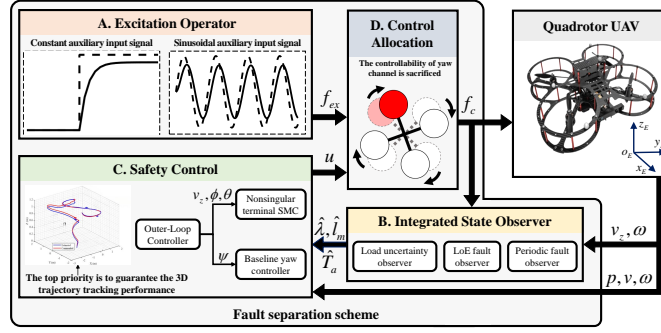 A. Excitation Operator
Constant auxiliary input signal
Sinusoidal auxiliary input signal
f_ex
D. Control
Allocation
The controllability of yaw
channel is sacrificed
f_c
Quadrotor UAV
z_E
o_E
x_E
y
u
C. Safety Control
v_z, ϕ, θ
Nonsingular
terminal SMC
Outer-Loop
Controller
ψ
Baseline yaw
controller
The top priority is to guarantee the 3D
trajectory tracking performance
λ̂, l̂_m
T̂_a
B. Integrated State Observer
Load uncertainty
observer
LoE fault
observer
Periodic fault
observer
v_z, ω
p, v, ω
Fault separation scheme